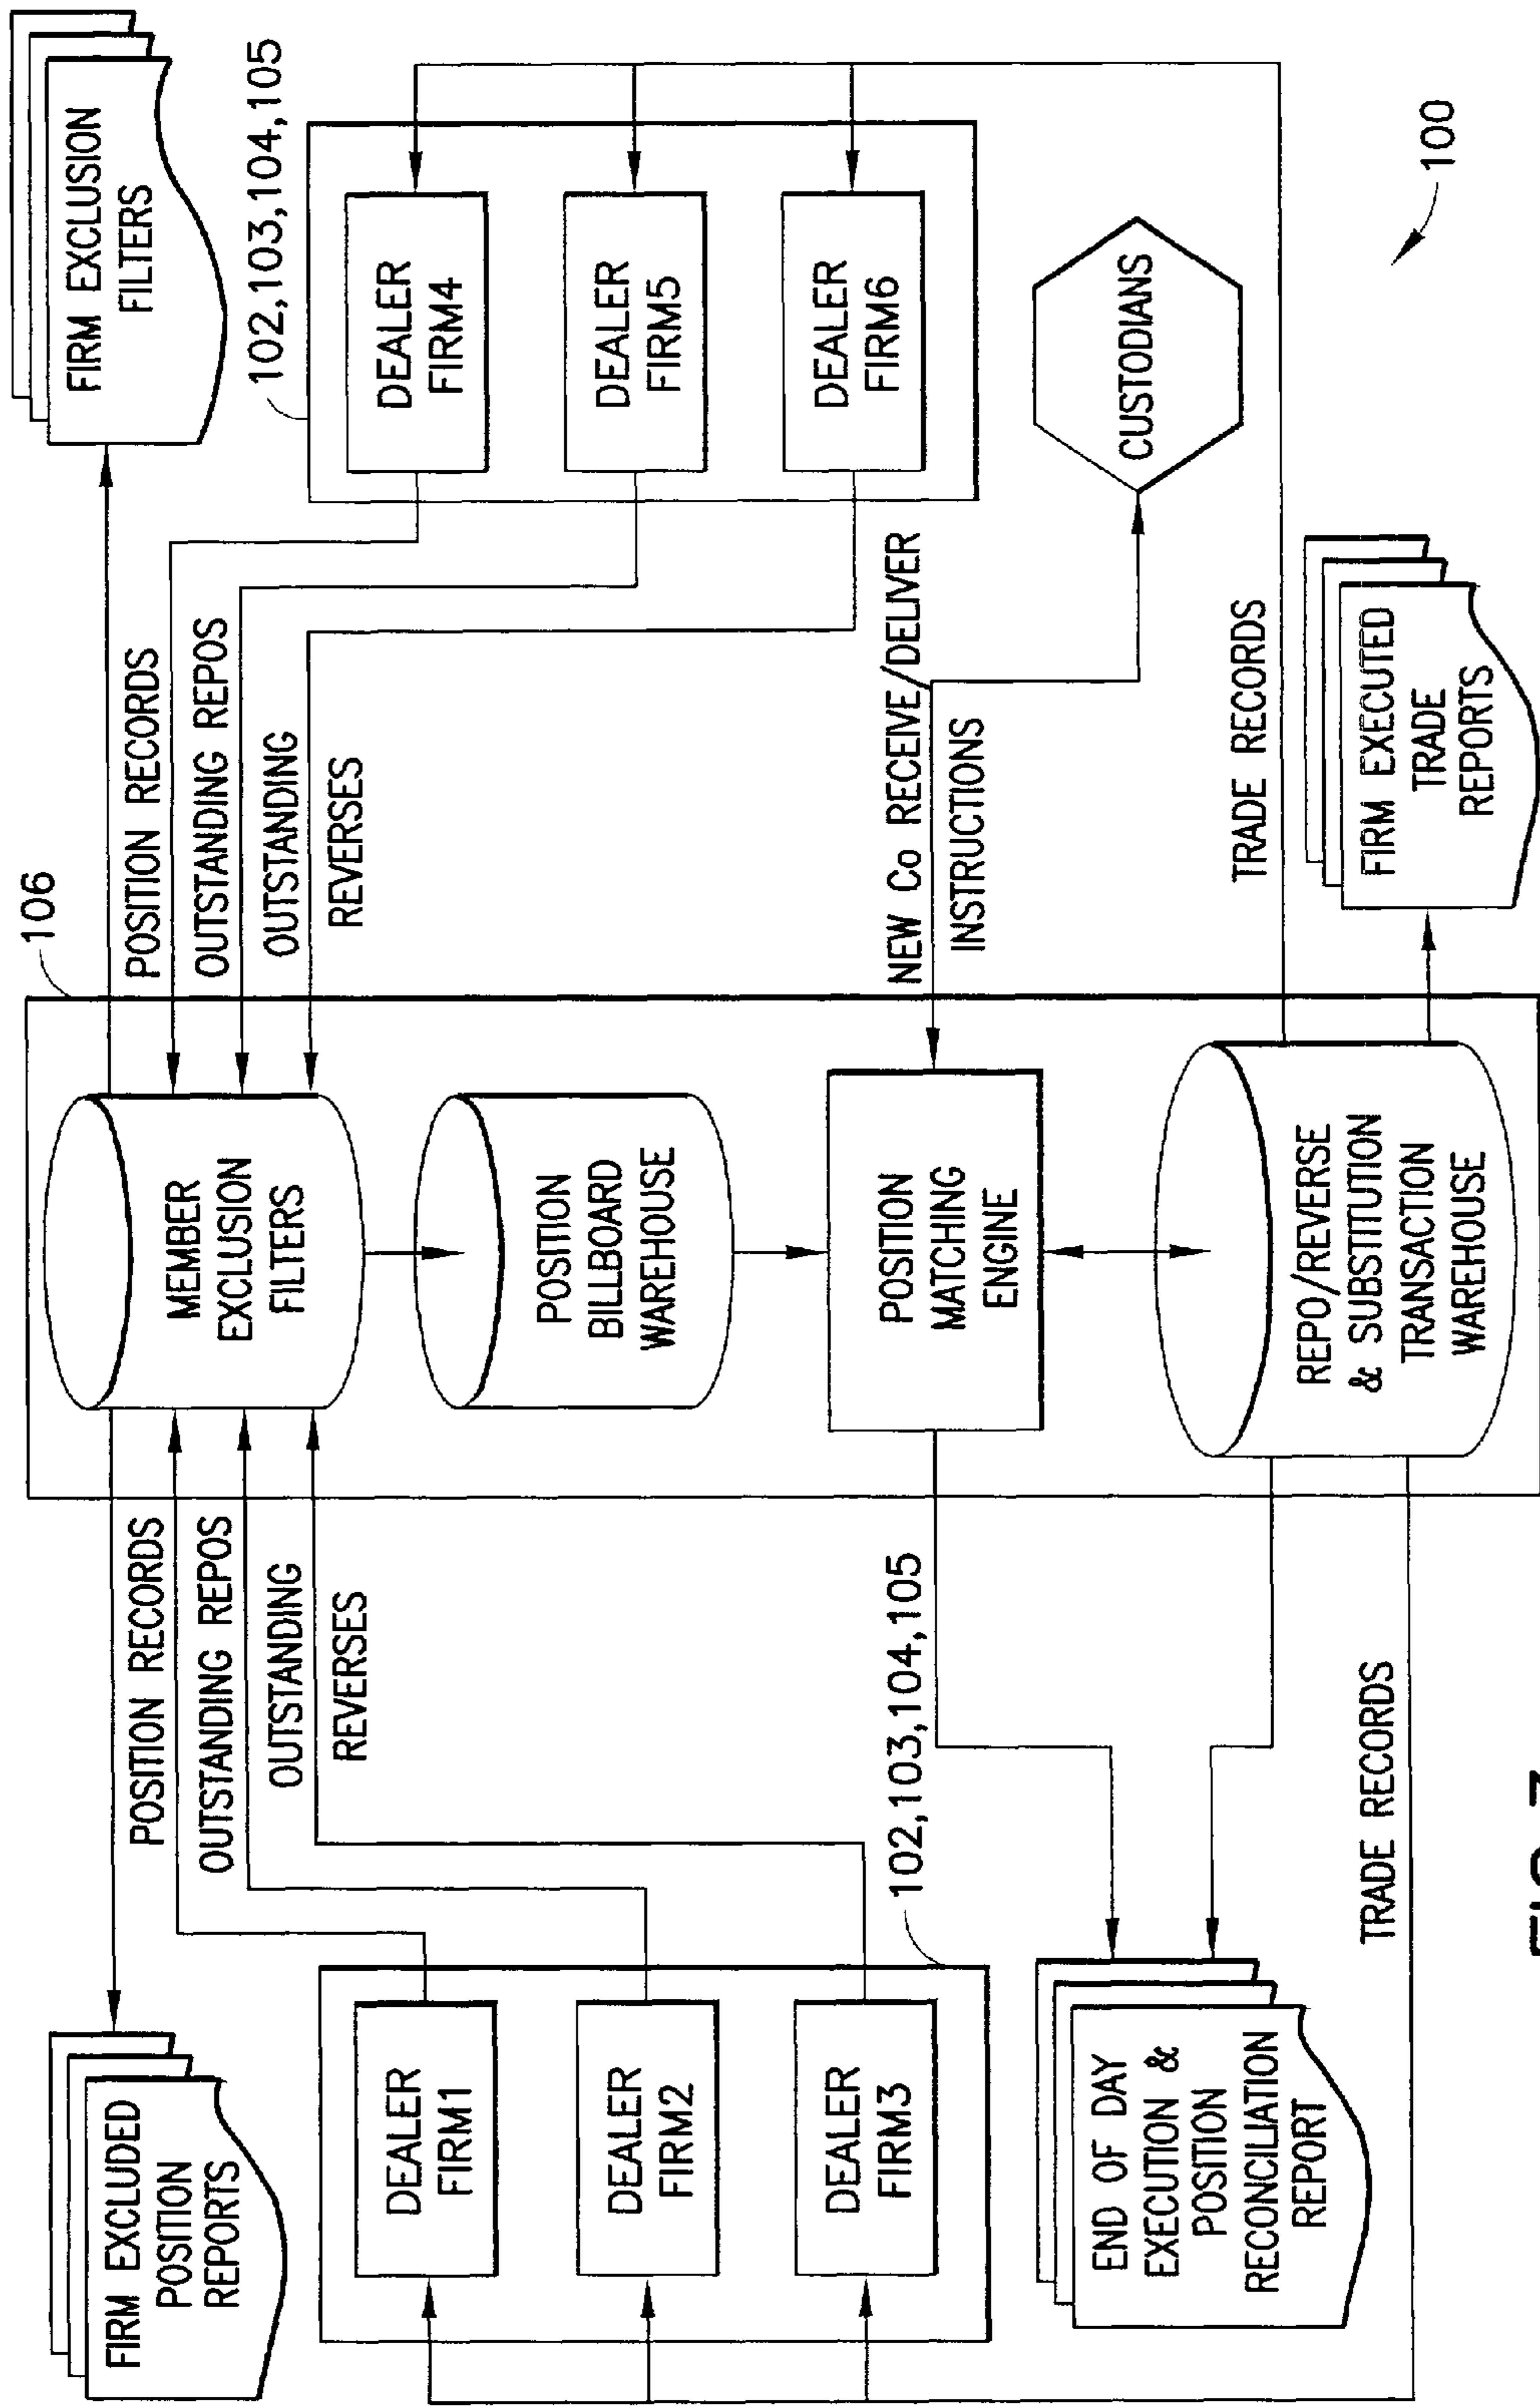 FIRM EXCLUDED
POSITION
REPORTS
POSITION RECORDS
OUTSTANDING REPOS
OUTSTANDING
REVERSES
DEALER
FIRM1
DEALER
FIRM2
DEALER
FIRM3
102,103,104,105
END OF DAY
EXECUTION &
POSITION
RECONCILIATION
REPORT
TRADE RECORDS
106
MEMBER
EXCLUSION
FILTERS
POSITION
BILLBOARD
WAREHOUSE
POSITION
MATCHING
ENGINE
REPO/REVERSE
& SUBSTITUTION
TRANSACTION
WAREHOUSE
FIRM EXCLUSION
FILTERS
POSITION RECORDS
OUTSTANDING REPOS
OUTSTANDING
REVERSES
102,103,104,105
DEALER
FIRM4
DEALER
FIRM5
DEALER
FIRM6
NEW Co RECEIVE/DELIVER
INSTRUCTIONS
CUSTODIANS
TRADE RECORDS
FIRM EXECUTED
TRADE
REPORTS
100